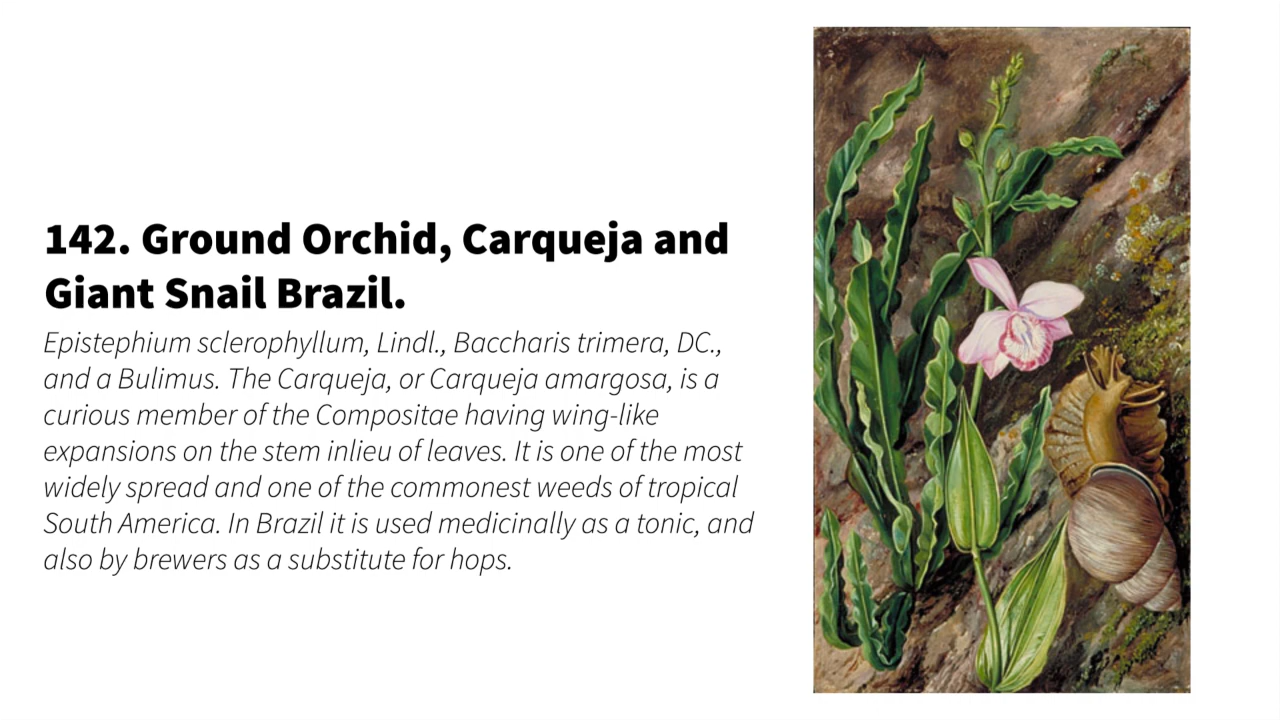 142. Ground Orchid, Carqueja and
Giant Snail Brazil.
Epistephium sclerophyllum, Lindl., Baccharis trimera, DC.,
and a Bulimus. The Carqueja, or Carqueja amargosa, is a
curious member of the Compositae having wing-like
expansions on the stem inlieu of leaves. It is one of the most
widely spread and one of the commonest weeds of tropical
South America. In Brazil it is used medicinally as a tonic, and
also by brewers as a substitute for hops.